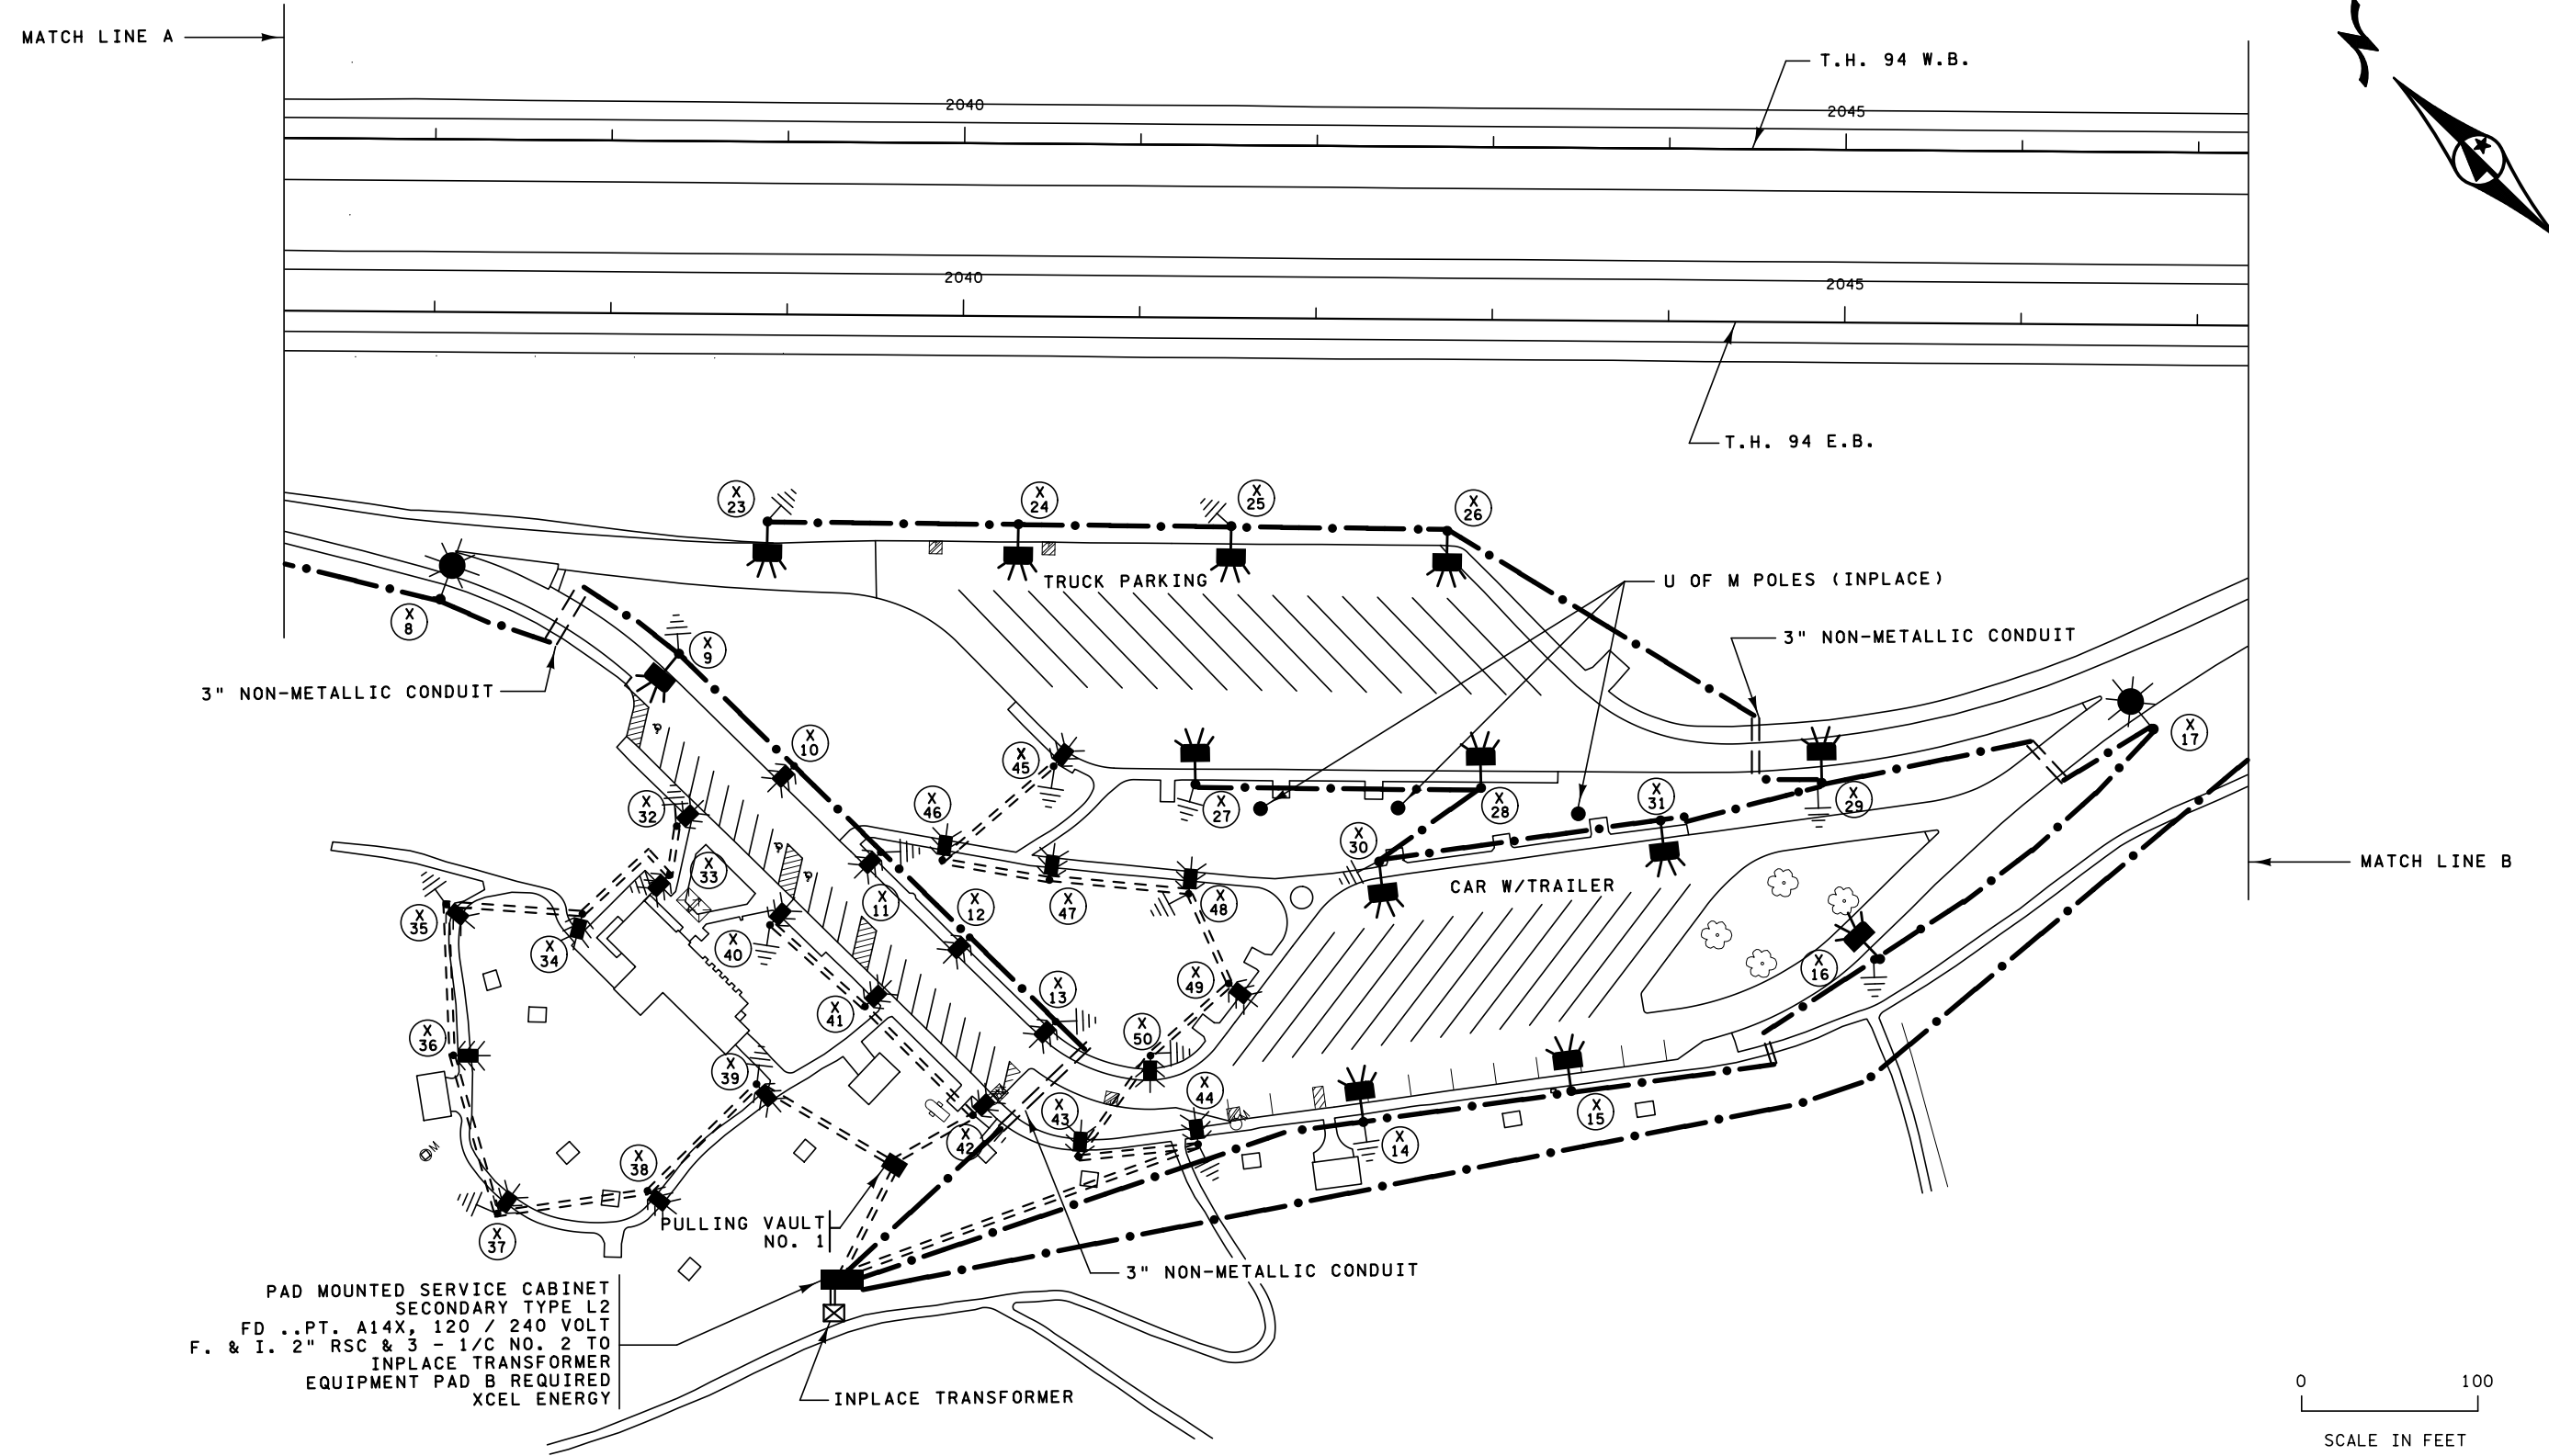 MATCH LINE A
T.H. 94 W.B.
2040
2045
2040
2045
T.H. 94 E.B.
X
23
X
24
X
25
X
26
TRUCK PARKING
U OF M POLES (INPLACE)
X
8
X
9
3" NON-METALLIC CONDUIT
3" NON-METALLIC CONDUIT
X
10
X
45
X
17
X
32
X
46
X
27
X
28
X
31
X
29
X
30
MATCH LINE B
X
33
X
11
X
12
X
47
X
48
CAR W/TRAILER
X
35
X
34
X
40
X
16
X
49
X
13
X
41
X
36
X
50
X
39
X
44
X
43
X
15
X
42
X
14
M
X
38
X
37
PULLING VAULT
NO. 1
3" NON-METALLIC CONDUIT
PAD MOUNTED SERVICE CABINET
SECONDARY TYPE L2
FD ..PT. A14X, 120 / 240 VOLT
F. & I. 2" RSC & 3 - 1/C NO. 2 TO
INPLACE TRANSFORMER
EQUIPMENT PAD B REQUIRED
XCEL ENERGY
INPLACE TRANSFORMER
0 100
SCALE IN FEET